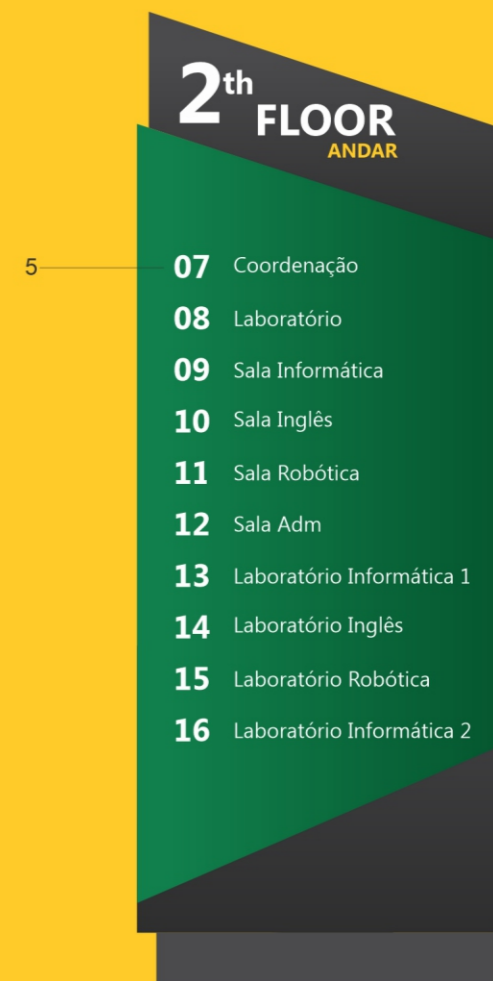 2th
FLOOR
ANDAR
5
07 Coordenação
08 Laboratório
09 Sala Informática
10 Sala Inglês
11 Sala Robótica
12 Sala Adm
13 Laboratório Informática 1
14 Laboratório Inglês
15 Laboratório Robótica
16 Laboratório Informática 2